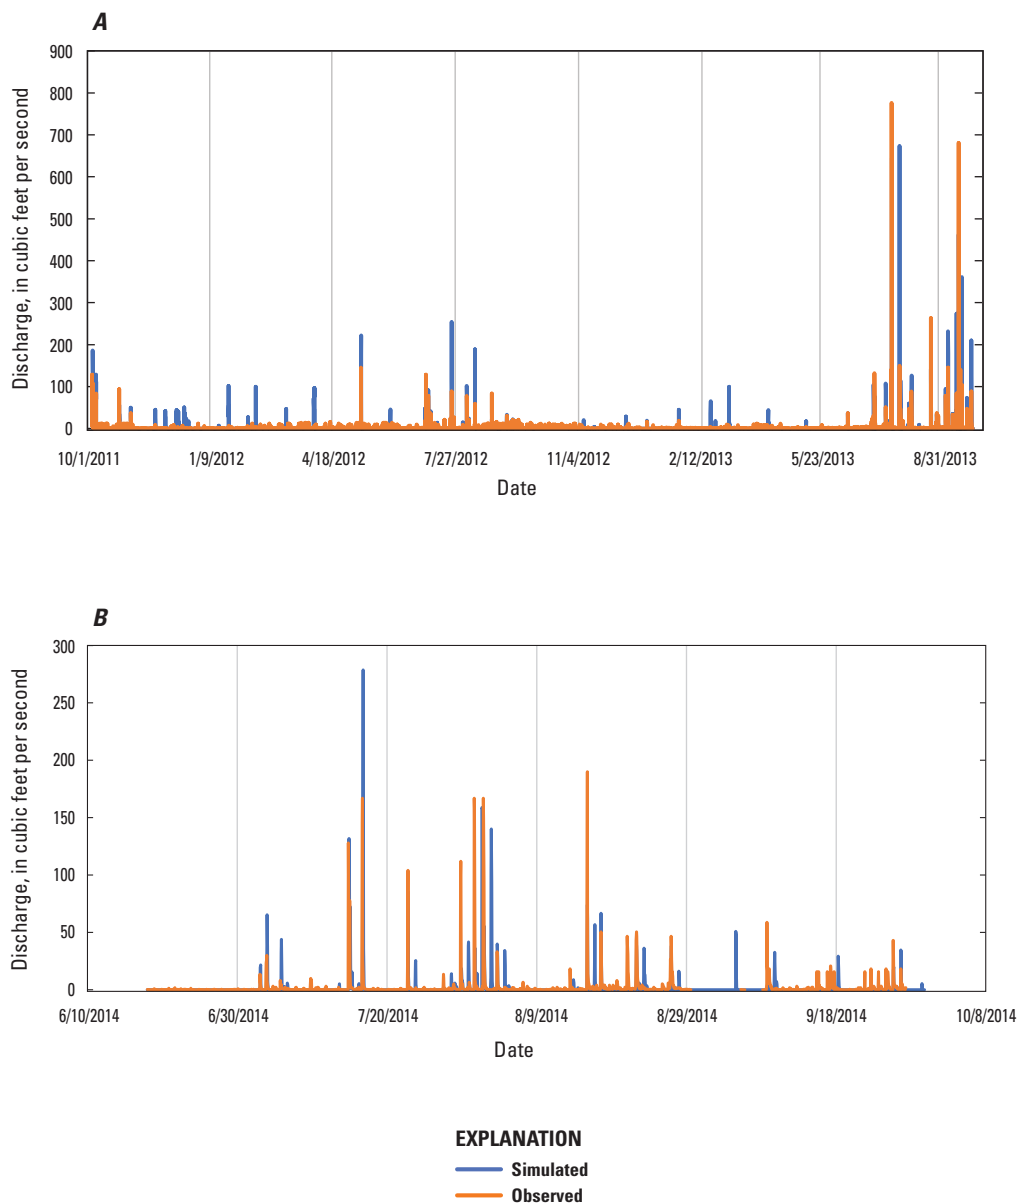 A
Discharge, in cubic feet per second
900
800
700
600
500
400
300
200
100
0
10/1/2011 1/9/2012 4/18/2012 7/27/2012 11/4/2012 2/12/2013 5/23/2013 8/31/2013
Date
B
Discharge, in cubic feet per second
300
250
200
150
100
50
0
6/10/2014 6/30/2014 7/20/2014 8/9/2014 8/29/2014 9/18/2014 10/8/2014
Date
EXPLANATION
Simulated
Observed